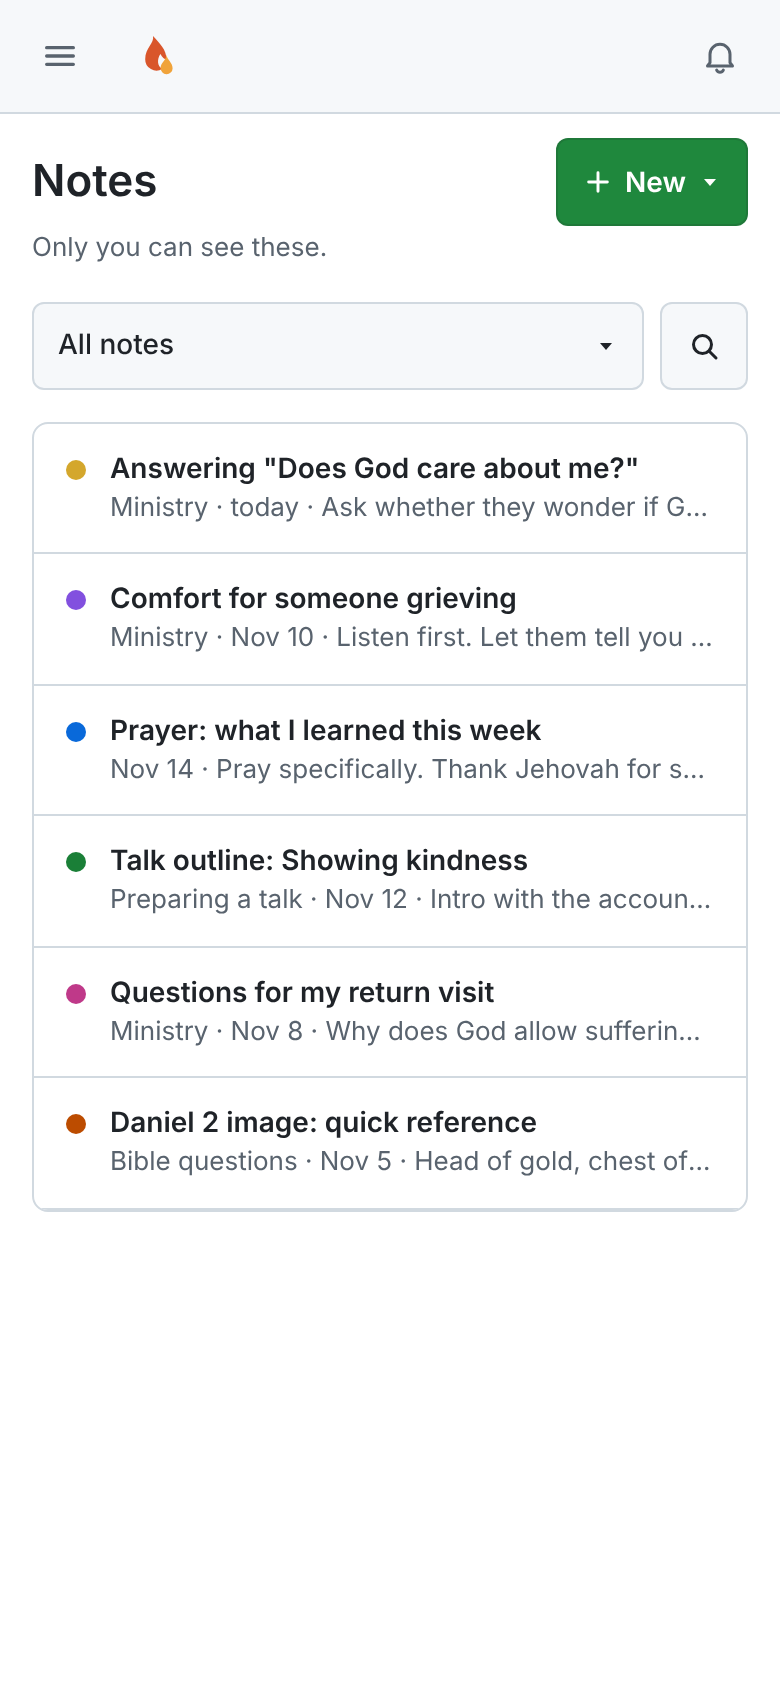 Notes
New
Only you can see these.
All notes
Answering "Does God care about me?"
Ministry · today · Ask whether they wonder if G...
Comfort for someone grieving
Ministry · Nov 10 · Listen first. Let them tell you ...
Prayer: what I learned this week
Nov 14 · Pray specifically. Thank Jehovah for s...
Talk outline: Showing kindness
Preparing a talk · Nov 12 · Intro with the accoun...
Questions for my return visit
Ministry · Nov 8 · Why does God allow sufferin...
Daniel 2 image: quick reference
Bible questions · Nov 5 · Head of gold, chest of...